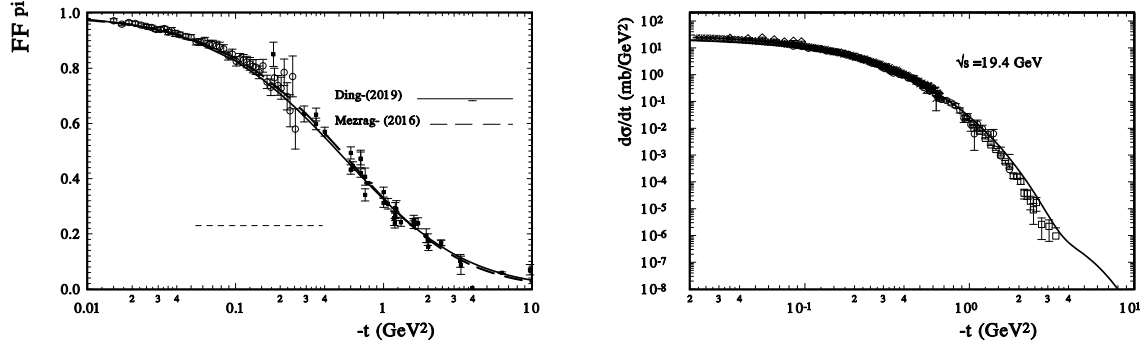 FF pi
1.0
0.8
0.6
0.4
0.2
0.0
Ding-(2019)
Mezrag- (2016)
0.01 2 3 4 0.1 2 3 4 1 2 3 4 10
-t (GeV²)
dσ/dt (mb/GeV²)
10²
10¹
10⁰
10⁻¹
10⁻²
10⁻³
10⁻⁴
10⁻⁵
10⁻⁶
10⁻⁷
10⁻⁸
√s =19.4 GeV
2 3 4 10⁻¹ 2 3 4 10⁰ 2 3 4 10¹
-t (GeV²)